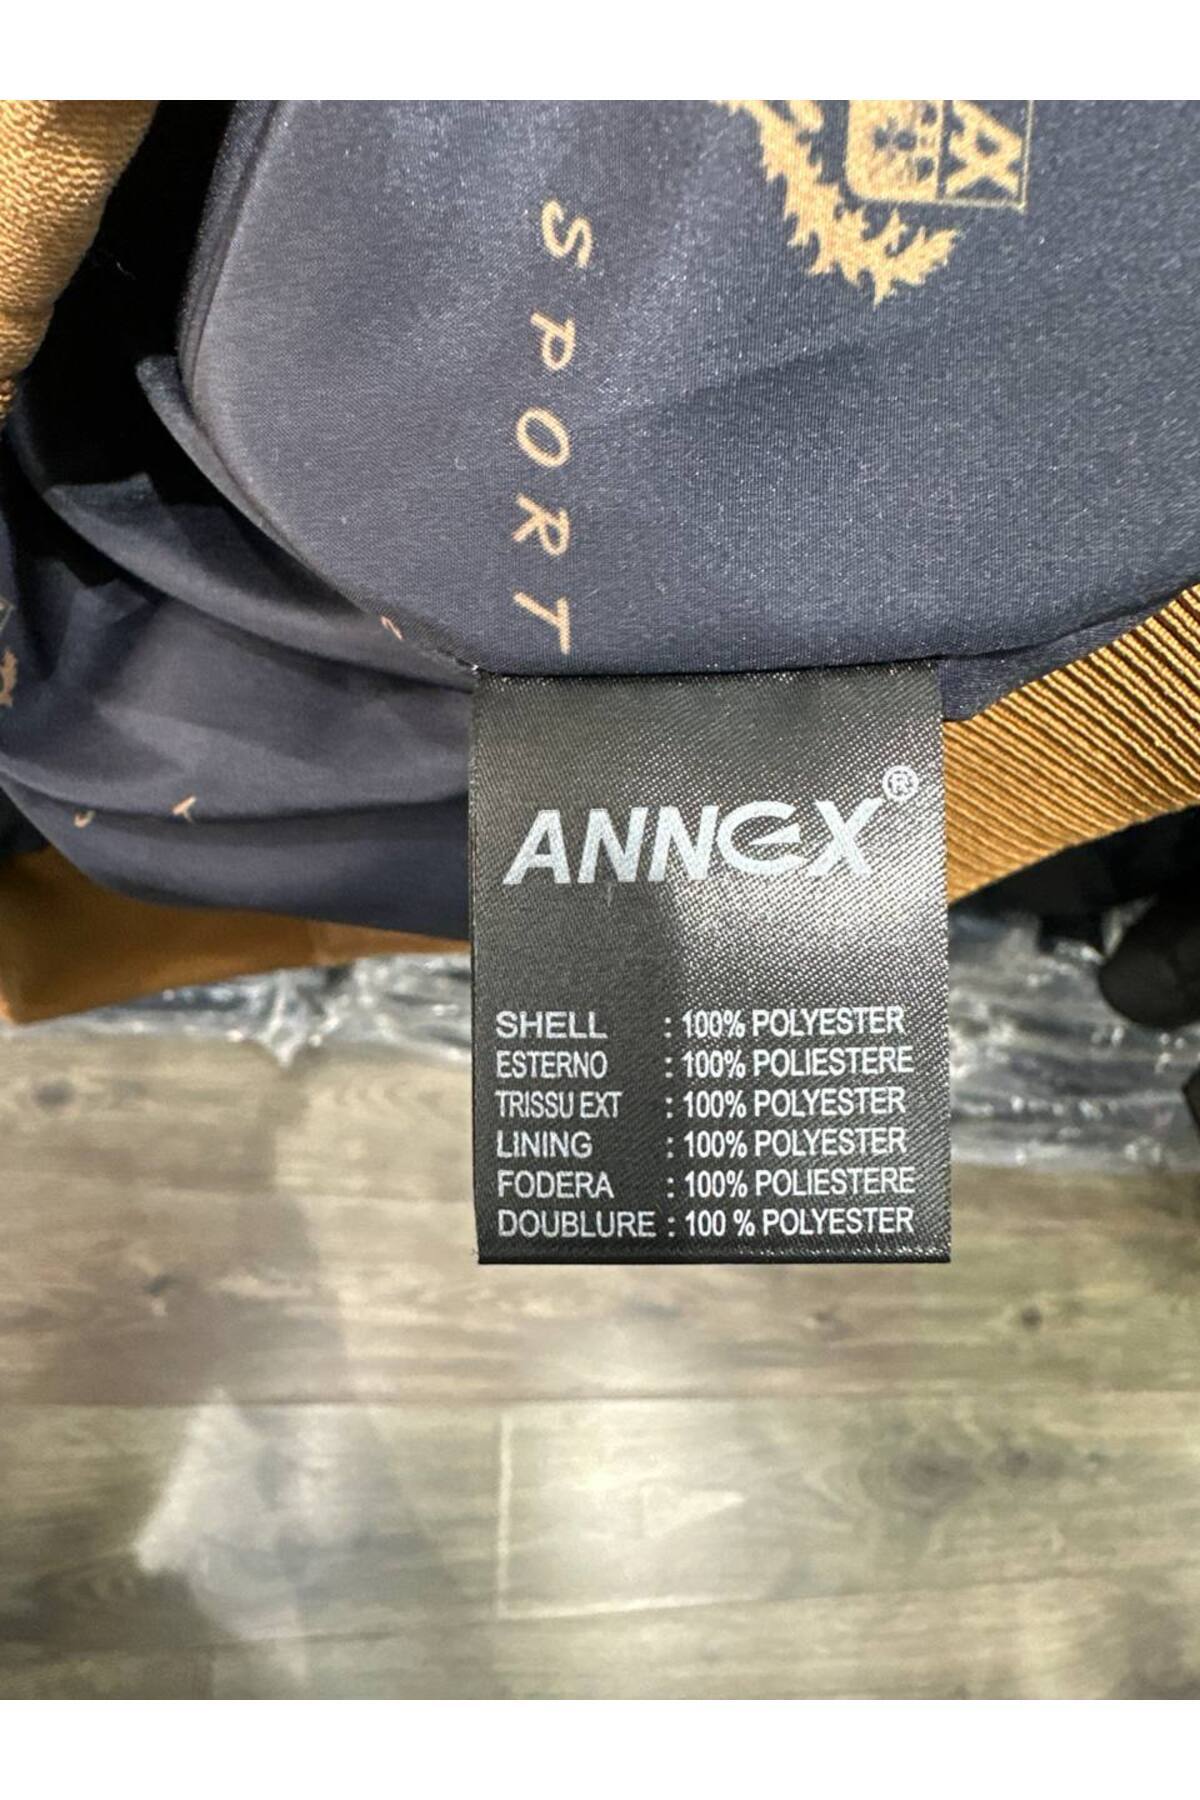 AX
SPORT
ANNEX®
SHELL : 100% POLYESTER
ESTERNO : 100% POLIESTERE
TRISSU EXT : 100% POLYESTER
LINING : 100% POLYESTER
FODERA : 100% POLIESTERE
DOUBLURE : 100 % POLYESTER